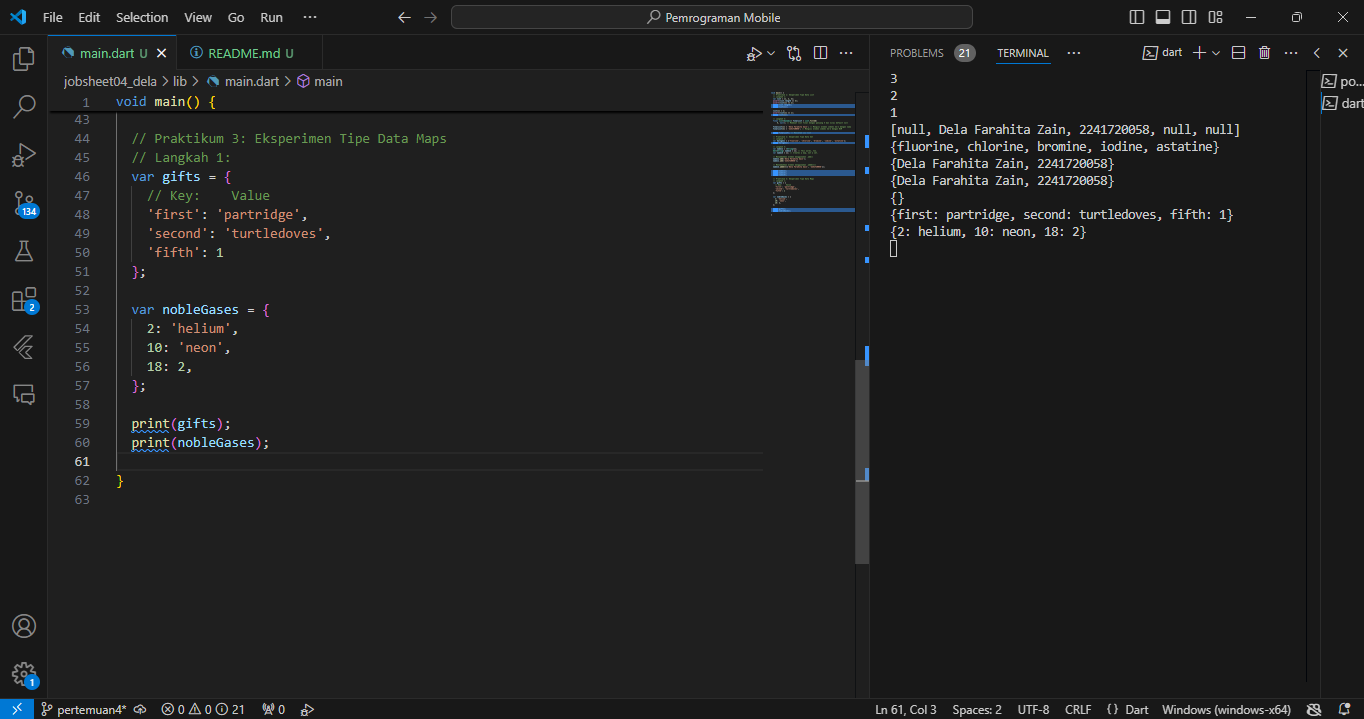 File Edit Selection View Go Run ··· Pemrograman Mobile
main.dart U README.md U
jobsheet04_dela > lib > main.dart > main
1 void main() {
43
44 // Praktikum 3: Eksperimen Tipe Data Maps
45 // Langkah 1:
46 var gifts = {
47 // Key:    Value
48 'first': 'partridge',
49 'second': 'turtledoves',
50 'fifth': 1
51 };
52
53 var nobleGases = {
54 2: 'helium',
55 10: 'neon',
56 18: 2,
57 };
58
59 print(gifts);
60 print(nobleGases);
61
62 }
63
PROBLEMS 21 TERMINAL ··· dart
3
2
1
[null, Dela Farahita Zain, 2241720058, null, null]
{fluorine, chlorine, bromine, iodine, astatine}
{Dela Farahita Zain, 2241720058}
{Dela Farahita Zain, 2241720058}
{}
{first: partridge, second: turtledoves, fifth: 1}
{2: helium, 10: neon, 18: 2}
po...
dart
134
2
1
pertemuan4* 0 0 21 0 Ln 61, Col 3 Spaces: 2 UTF-8 CRLF {} Dart Windows (windows-x64)